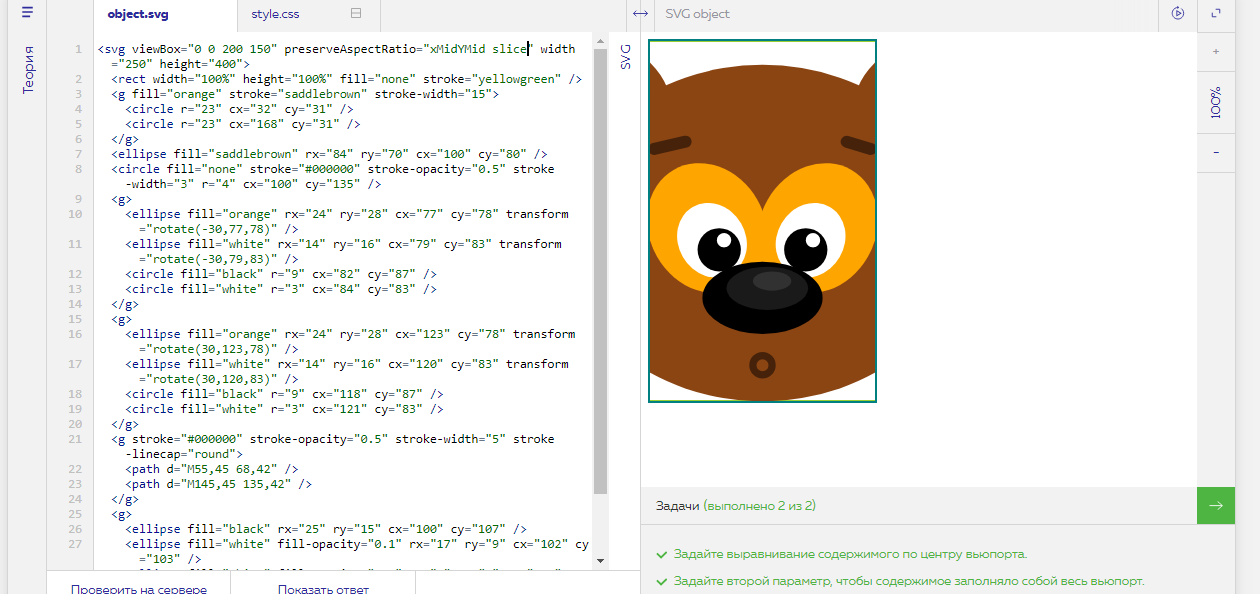 object.svg
style.css
SVG object
Теория
SVG
1 <svg viewBox="0 0 200 150" preserveAspectRatio="xMidYMid slice" width
="250" height="400">
2 <rect width="100%" height="100%" fill="none" stroke="yellowgreen" />
3 <g fill="orange" stroke="saddlebrown" stroke-width="15">
4 <circle r="23" cx="32" cy="31" />
5 <circle r="23" cx="168" cy="31" />
6 </g>
7 <ellipse fill="saddlebrown" rx="84" ry="70" cx="100" cy="80" />
8 <circle fill="none" stroke="#000000" stroke-opacity="0.5" stroke
-width="3" r="4" cx="100" cy="135" />
9 <g>
10 <ellipse fill="orange" rx="24" ry="28" cx="77" cy="78" transform
="rotate(-30,77,78)" />
11 <ellipse fill="white" rx="14" ry="16" cx="79" cy="83" transform
="rotate(-30,79,83)" />
12 <circle fill="black" r="9" cx="82" cy="87" />
13 <circle fill="white" r="3" cx="84" cy="83" />
14 </g>
15 <g>
16 <ellipse fill="orange" rx="24" ry="28" cx="123" cy="78" transform
="rotate(30,123,78)" />
17 <ellipse fill="white" rx="14" ry="16" cx="120" cy="83" transform
="rotate(30,120,83)" />
18 <circle fill="black" r="9" cx="118" cy="87" />
19 <circle fill="white" r="3" cx="121" cy="83" />
20 </g>
21 <g stroke="#000000" stroke-opacity="0.5" stroke-width="5" stroke
-linecap="round">
22 <path d="M55,45 68,42" />
23 <path d="M145,45 135,42" />
24 </g>
25 <g>
26 <ellipse fill="black" rx="25" ry="15" cx="100" cy="107" />
27 <ellipse fill="white" fill-opacity="0.1" rx="17" ry="9" cx="102" cy
="103" />
Проверить на сервере
Показать ответ
+
100%
-
Задачи (выполнено 2 из 2)
Задайте выравнивание содержимого по центру вьюпорта.
Задайте второй параметр, чтобы содержимое заполняло собой весь вьюпорт.